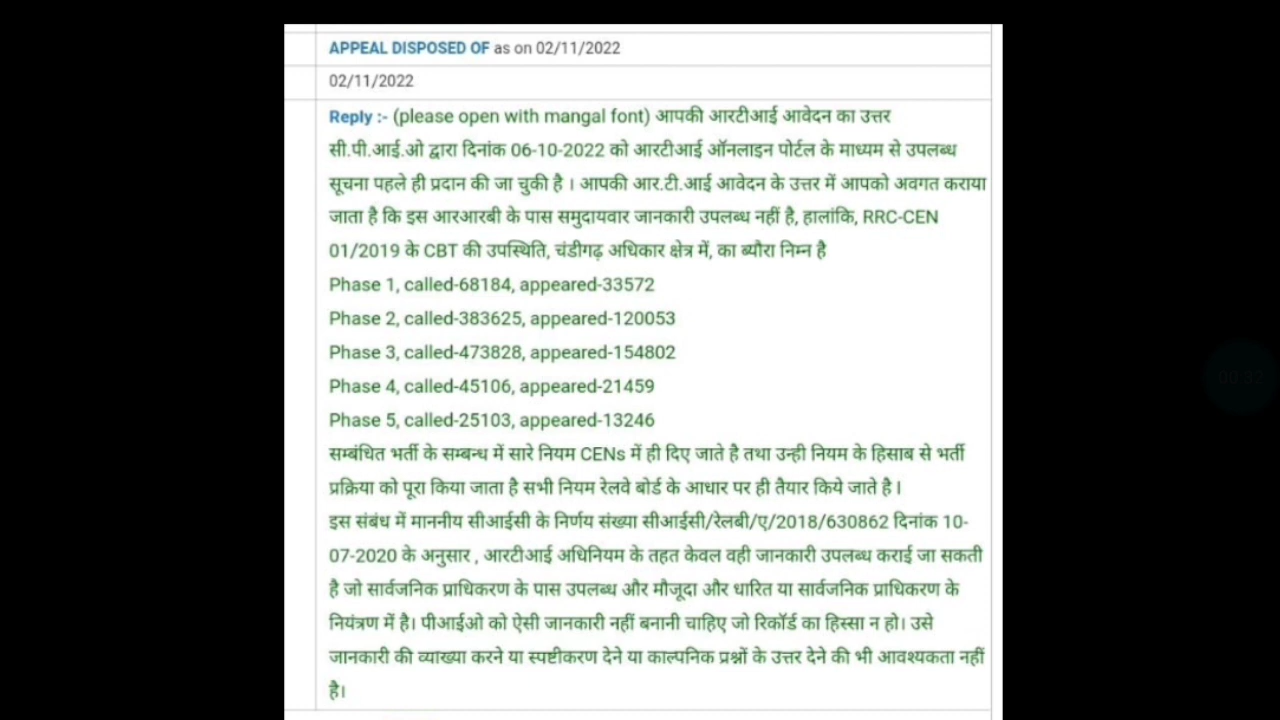 APPEAL DISPOSED OF as on 02/11/2022
02/11/2022
Reply :- (please open with mangal font) आपकी आरटीआई आवेदन का उत्तर
सी.पी.आई.ओ द्वारा दिनांक 06-10-2022 को आरटीआई ऑनलाइन पोर्टल के माध्यम से उपलब्ध
सूचना पहले ही प्रदान की जा चुकी है । आपकी आर.टी.आई आवेदन के उत्तर में आपको अवगत कराया
जाता है कि इस आरआरबी के पास समुदायवार जानकारी उपलब्ध नहीं है, हालांकि, RRC-CEN
01/2019 के CBT की उपस्थिति, चंडीगढ़ अधिकार क्षेत्र में, का ब्यौरा निम्न है
Phase 1, called-68184, appeared-33572
Phase 2, called-383625, appeared-120053
Phase 3, called-473828, appeared-154802
Phase 4, called-45106, appeared-21459
Phase 5, called-25103, appeared-13246
सम्बंधित भर्ती के सम्बन्ध में सारे नियम CENs में ही दिए जाते है तथा उन्ही नियम के हिसाब से भर्ती
प्रक्रिया को पूरा किया जाता है सभी नियम रेलवे बोर्ड के आधार पर ही तैयार किये जाते है ।
इस संबंध में माननीय सीआईसी के निर्णय संख्या सीआईसी/रेलबी/ए/2018/630862 दिनांक 10-
07-2020 के अनुसार , आरटीआई अधिनियम के तहत केवल वही जानकारी उपलब्ध कराई जा सकती
है जो सार्वजनिक प्राधिकरण के पास उपलब्ध और मौजूदा और धारित या सार्वजनिक प्राधिकरण के
नियंत्रण में है। पीआईओ को ऐसी जानकारी नहीं बनानी चाहिए जो रिकॉर्ड का हिस्सा न हो। उसे
जानकारी की व्याख्या करने या स्पष्टीकरण देने या काल्पनिक प्रश्नों के उत्तर देने की भी आवश्यकता नहीं
है।
00:32